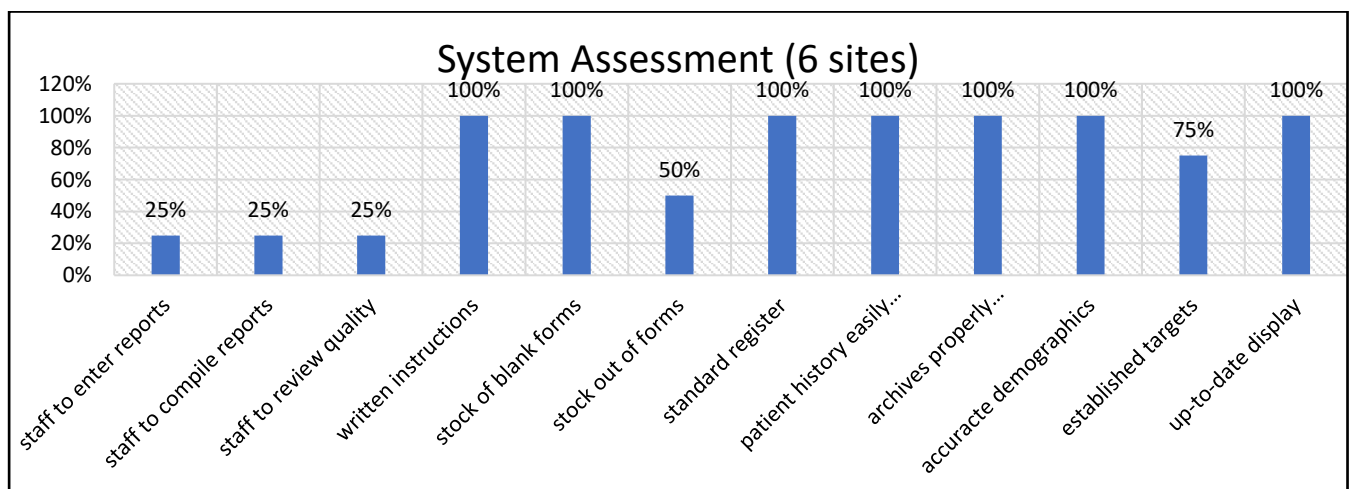 System Assessment (6 sites)
120%
100%
80%
60%
40%
20%
0%
25%
25%
25%
100%
100%
50%
100%
100%
100%
100%
75%
100%
staff to enter reports
staff to compile reports
staff to review quality
written instructions
stock of blank forms
stock out of forms
standard register
patient history easily...
archives properly...
accuracte demographics
established targets
up-to-date display